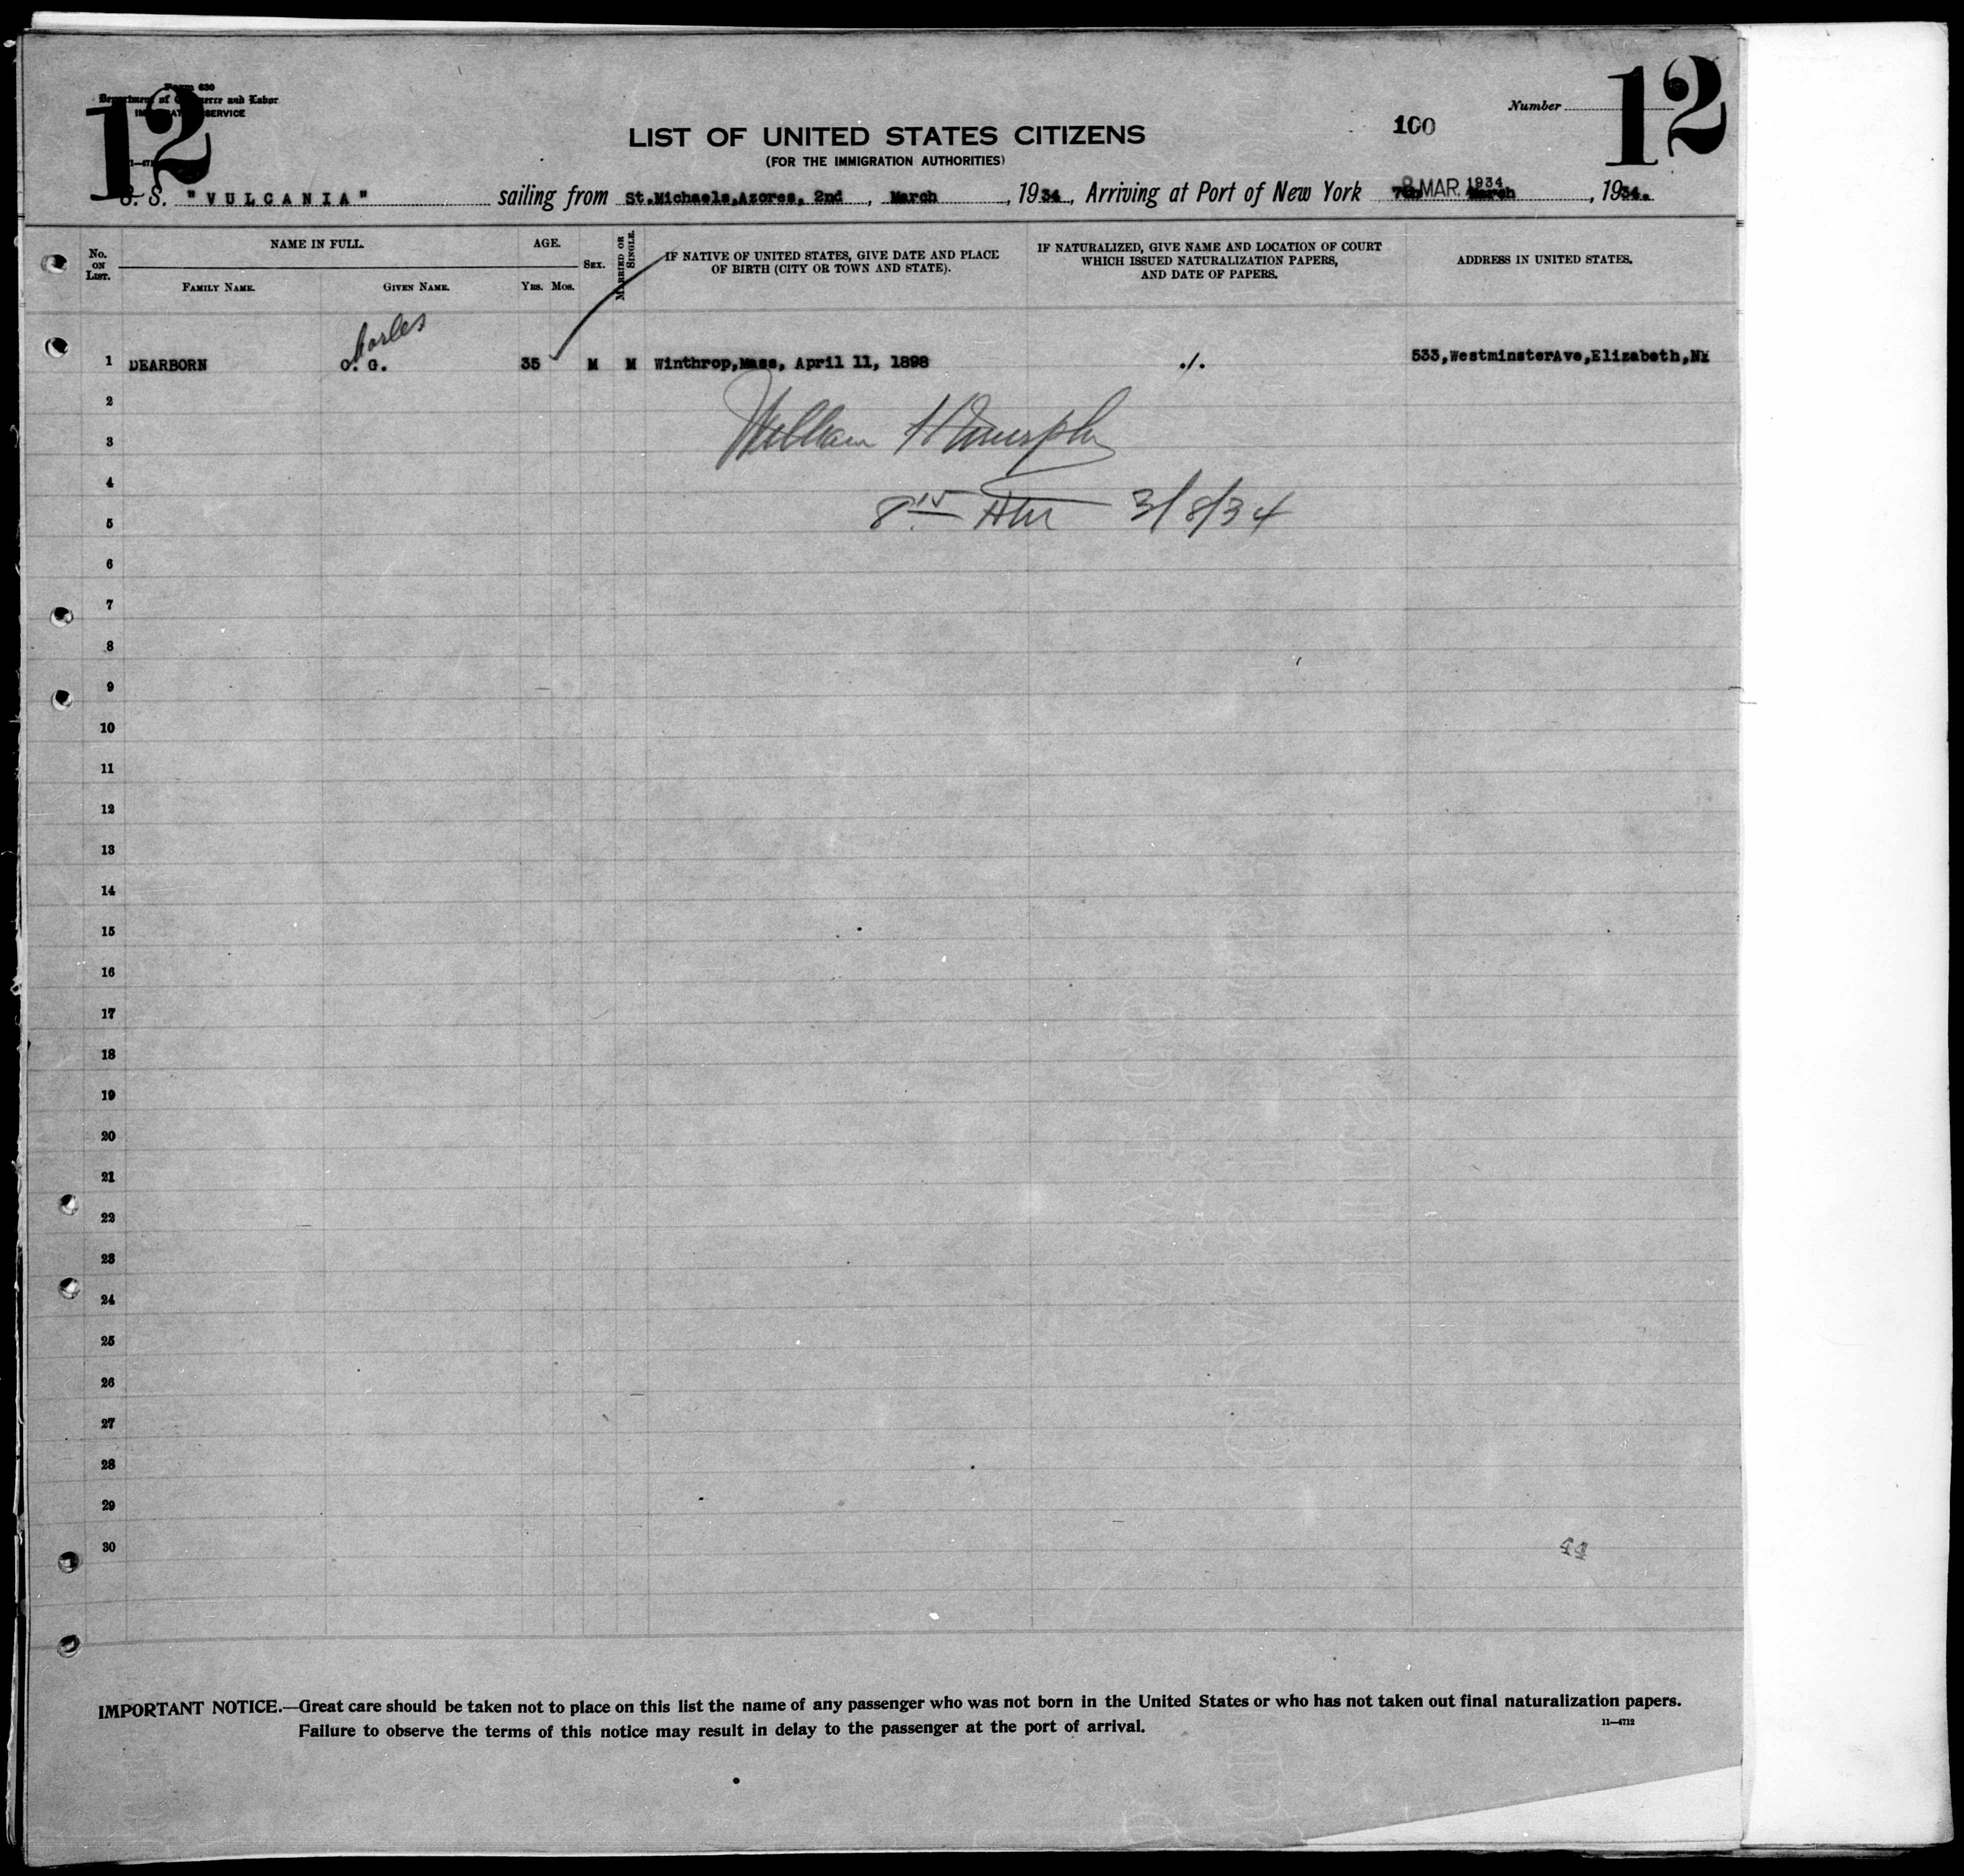 12
Form 630
Department of Commerce and Labor
IMMIGRATION SERVICE
Number
12
100
LIST OF UNITED STATES CITIZENS
(FOR THE IMMIGRATION AUTHORITIES)
S. S. "VULCANIA" sailing from St.Michaels,Azores, 2nd, March, 1934., Arriving at Port of New York 7th March, 1934.
8 MAR. 1934
No. ON LIST.
NAME IN FULL.
FAMILY NAME.
GIVEN NAME.
AGE.
YRS. MOS.
SEX.
MARRIED OR SINGLE.
IF NATIVE OF UNITED STATES, GIVE DATE AND PLACE
OF BIRTH (CITY OR TOWN AND STATE).
IF NATURALIZED, GIVE NAME AND LOCATION OF COURT
WHICH ISSUED NATURALIZATION PAPERS,
AND DATE OF PAPERS.
ADDRESS IN UNITED STATES.
Charles
1 DEARBORN G. 35 M M Winthrop,Mass, April 11, 1898 ./. 533,WestminsterAve,Elizabeth,
2
William H Murphy
3
4
8 15 AM 3/8/34
5
6
7
8
9
10
11
12
13
14
15
16
17
18
19
20
21
22
23
24
25
26
27
28
29
30
IMPORTANT NOTICE.—Great care should be taken not to place on this list the name of any passenger who was not born in the United States or who has not taken out final naturalization papers.
Failure to observe the terms of this notice may result in delay to the passenger at the port of arrival.
11—4712